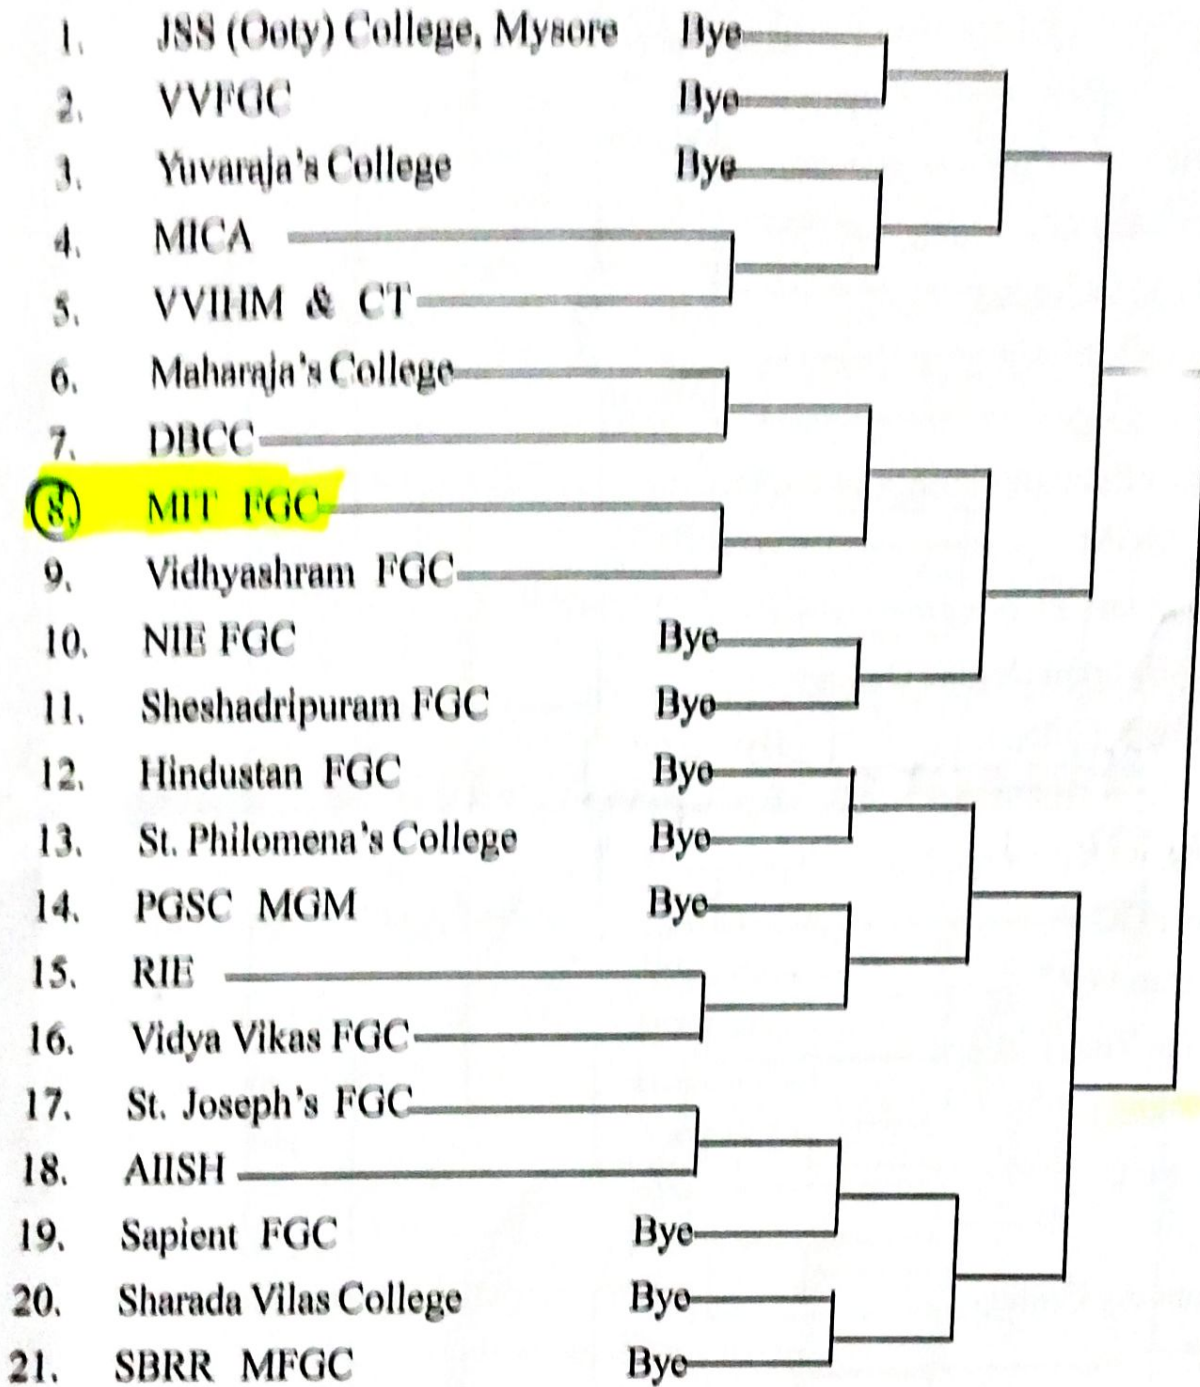 1. JSS (Ooty) College, Mysore Bye
2. VVFGC Bye
3. Yuvaraja's College Bye
4. MICA
5. VVIHM & CT
6. Maharaja's College
7. DBCC
8. MIT FGC
9. Vidhyashram FGC
10. NIE FGC Bye
11. Sheshadripuram FGC Bye
12. Hindustan FGC Bye
13. St. Philomena's College Bye
14. PGSC MGM Bye
15. RIE
16. Vidya Vikas FGC
17. St. Joseph's FGC
18. AIISH
19. Sapient FGC Bye
20. Sharada Vilas College Bye
21. SBRR MFGC Bye